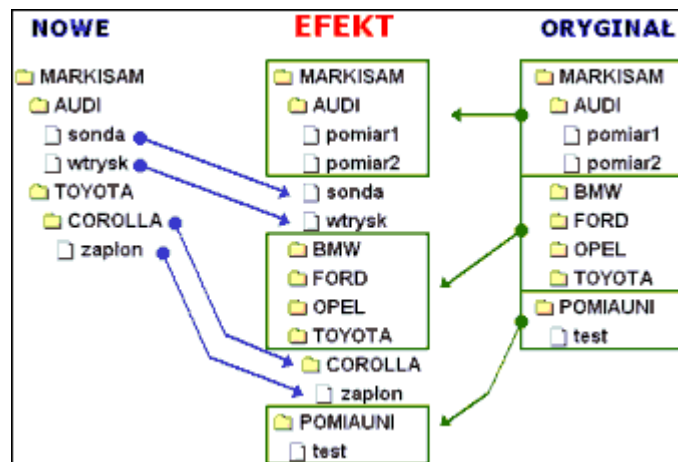 NOWE
MARKISAM
AUDI
sonda
wtrysk
TOYOTA
COROLLA
zaplon
EFEKT
MARKISAM
AUDI
pomiar1
pomiar2
sonda
wtrysk
BMW
FORD
OPEL
TOYOTA
COROLLA
zaplon
POMIAUNI
test
ORYGINAŁ
MARKISAM
AUDI
pomiar1
pomiar2
BMW
FORD
OPEL
TOYOTA
POMIAUNI
test